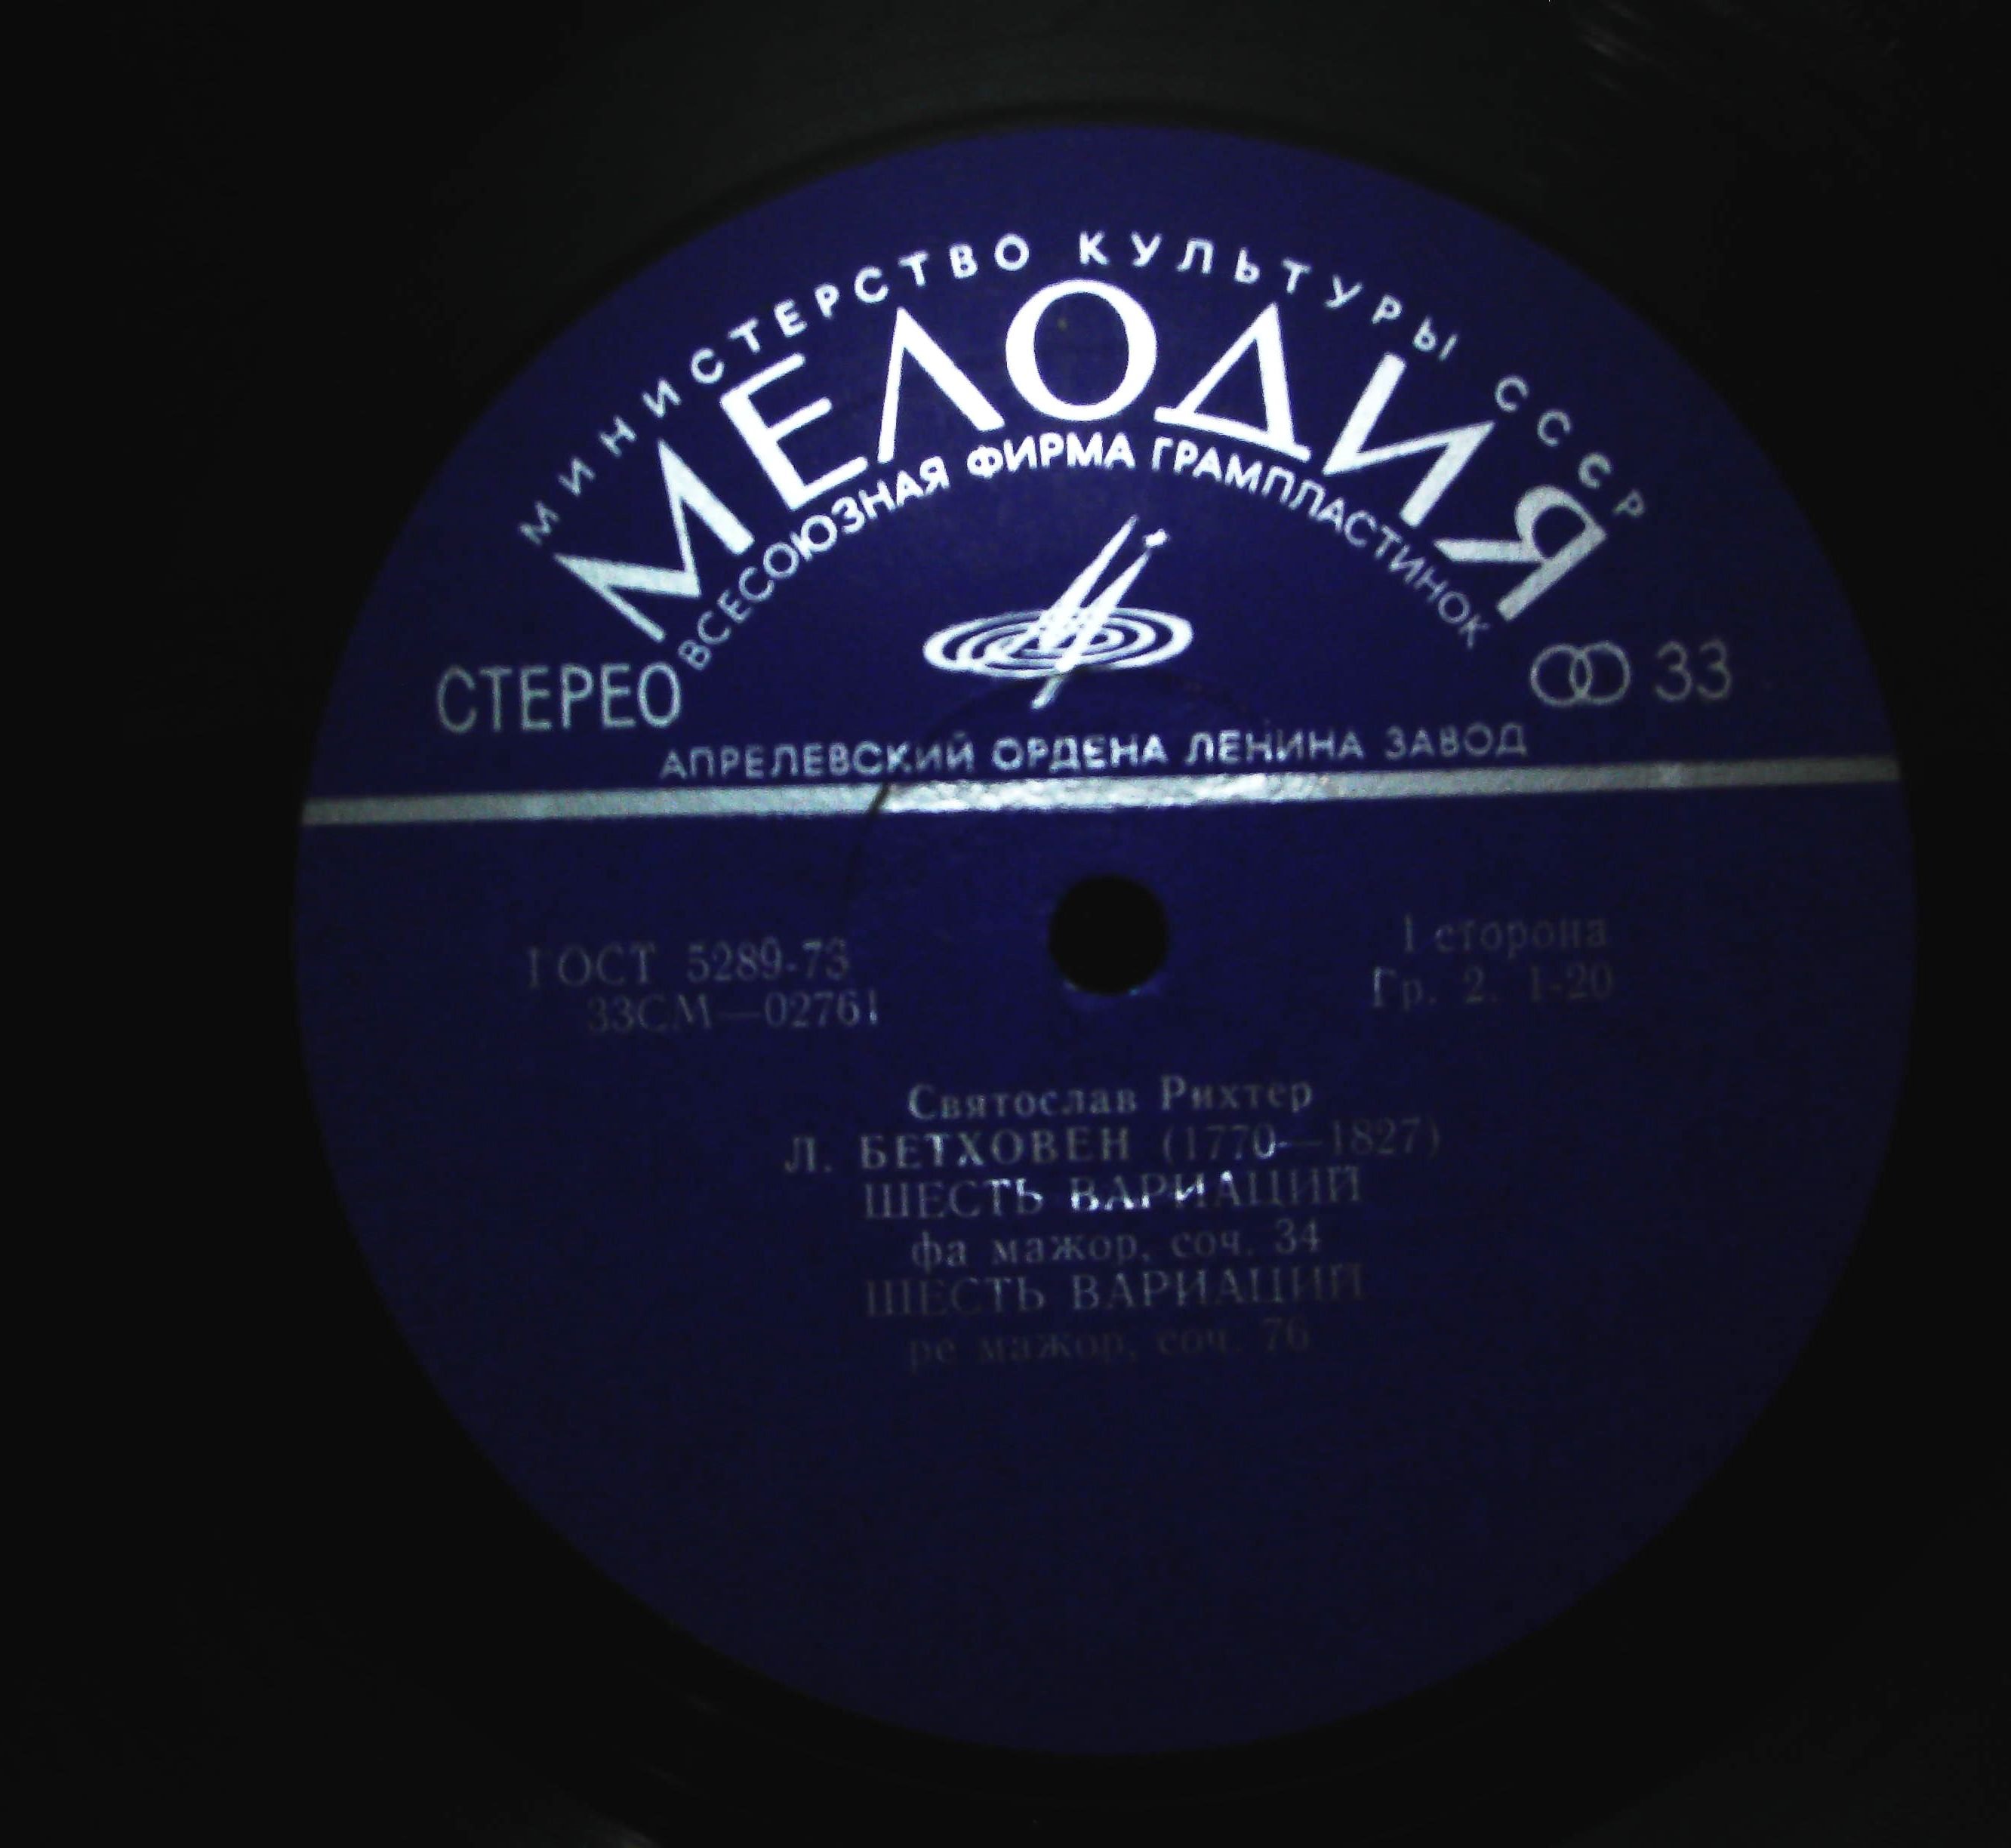 МИНИСТЕРСТВО КУЛЬТУРЫ СССР
МЕЛОДИЯ
ВСЕСОЮЗНАЯ ФИРМА ГРАМПЛАСТИНОК
СТЕРЕО
33
АПРЕЛЕВСКИЙ ОРДЕНА ЛЕНИНА ЗАВОД
ГОСТ 5289-73
33СМ—02761
1 сторона
Гр. 2. 1-20
Святослав Рихтер
Л. БЕТХОВЕН (1770—1827)
ШЕСТЬ ВАРИАЦИЙ
фа мажор, соч. 34
ШЕСТЬ ВАРИАЦИЙ
ре мажор, соч. 76